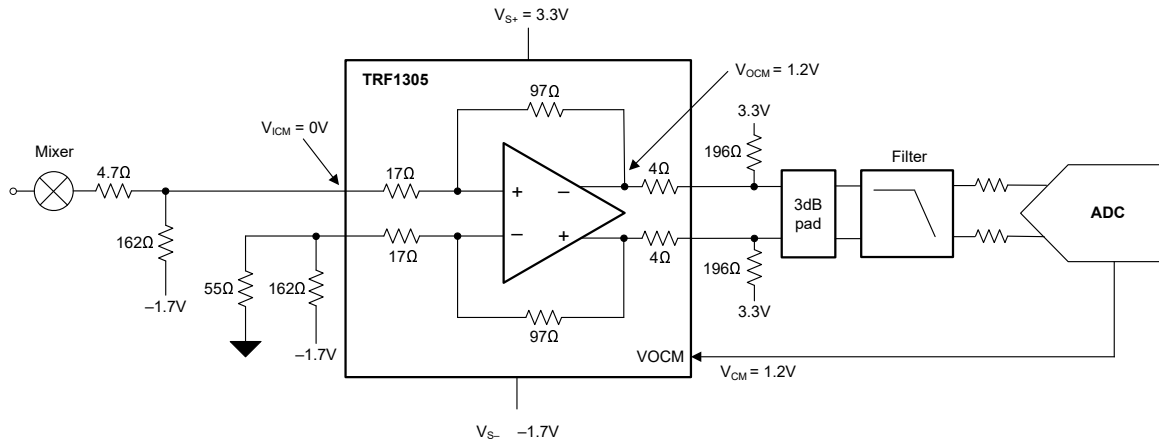 V_S+ = 3.3V
TRF1305
97Ω
V_OCM = 1.2V
3.3V
V_ICM = 0V
Mixer
4.7Ω
17Ω
4Ω
196Ω
Filter
+
−
3dB
pad
ADC
−
+
162Ω
17Ω
4Ω
196Ω
55Ω
162Ω
–1.7V
3.3V
97Ω
–1.7V
VOCM
V_CM = 1.2V
V_S– –1.7V